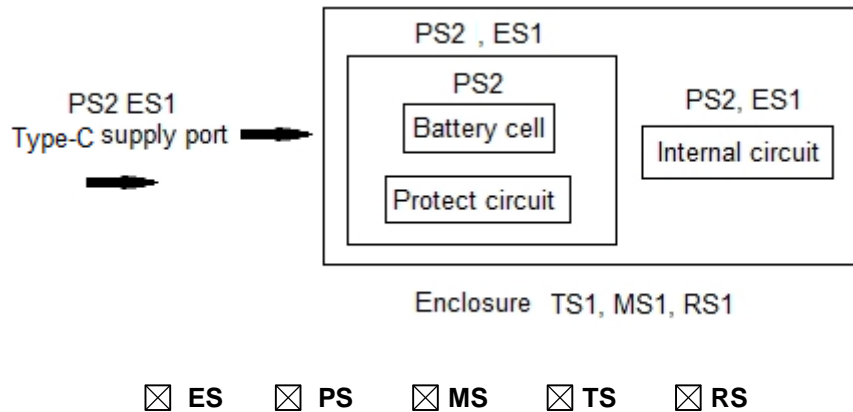 PS2 , ES1
PS2
PS2 ES1
Type-C supply port
Battery cell
PS2, ES1
Internal circuit
Protect circuit
Enclosure TS1, MS1, RS1
☒ ES ☒ PS ☒ MS ☒ TS ☒ RS